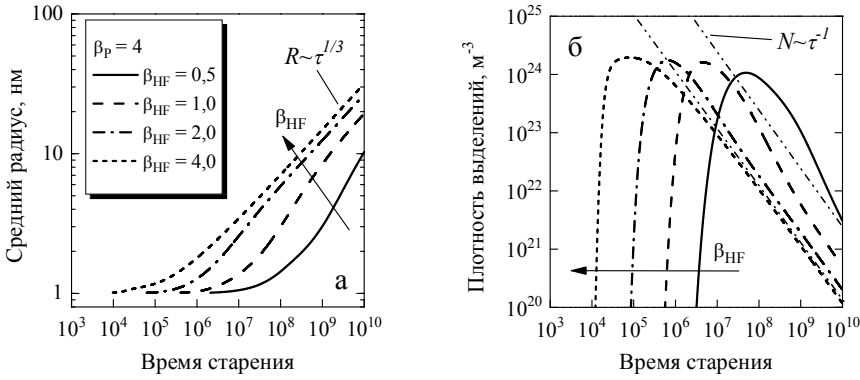 Средний радиус, нм
100
10
1
β_P = 4
β_HF = 0,5
β_HF = 1,0
β_HF = 2,0
β_HF = 4,0
R~τ^{1/3}
β_HF
а
10^3 10^4 10^5 10^6 10^7 10^8 10^9 10^10
Время старения
Плотность выделений, м^{-3}
10^25
10^24
10^23
10^22
10^21
10^20
б
N~τ^{-1}
β_HF
10^3 10^4 10^5 10^6 10^7 10^8 10^9 10^10
Время старения